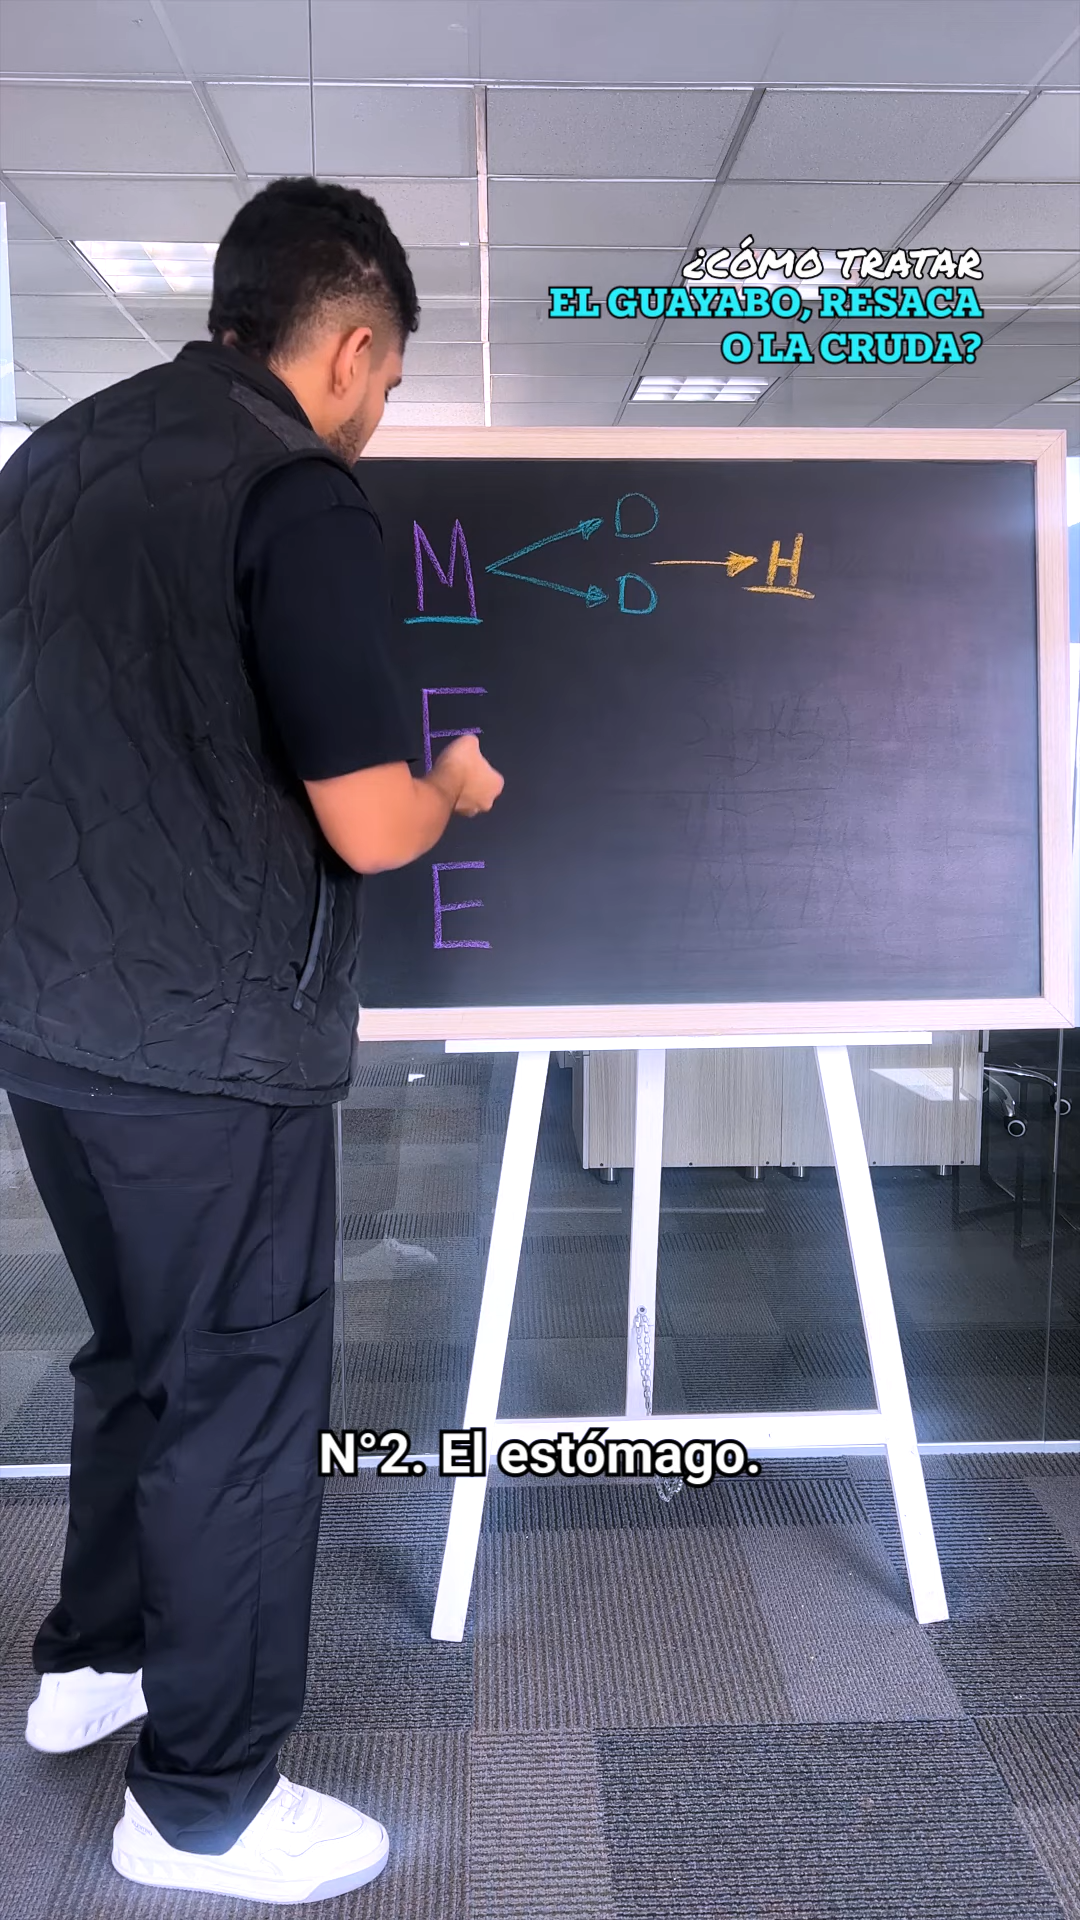 ¿CÓMO TRATAR
EL GUAYABO, RESACA
O LA CRUDA?
M D
D H
E
E
N°2. El estómago.